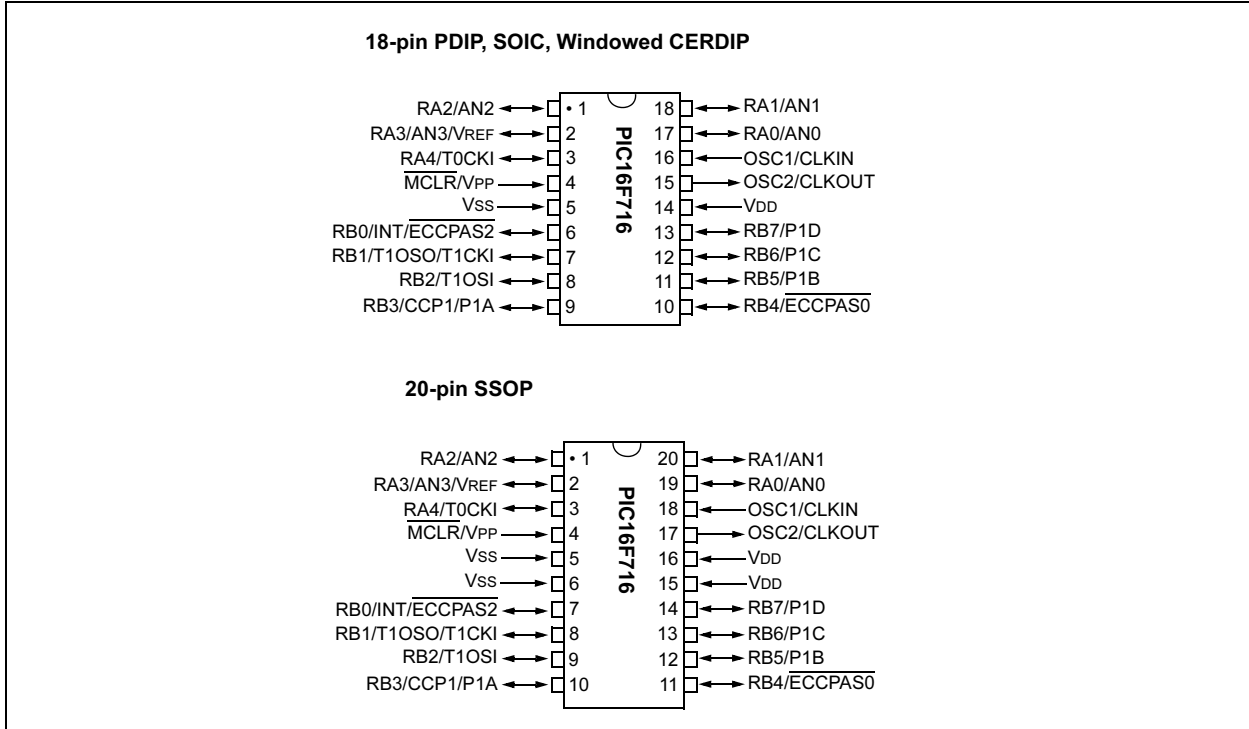 18-pin PDIP, SOIC, Windowed CERDIP
RA2/AN2 • 1 18 RA1/AN1
RA3/AN3/VREF 2 17 RA0/AN0
RA4/T0CKI 3 16 OSC1/CLKIN
MCLR/VPP 4 15 OSC2/CLKOUT
VSS 5 14 VDD
RB0/INT/ECCPAS2 6 13 RB7/P1D
RB1/T1OSO/T1CKI 7 12 RB6/P1C
RB2/T1OSI 8 11 RB5/P1B
RB3/CCP1/P1A 9 10 RB4/ECCPAS0
PIC16F716
20-pin SSOP
RA2/AN2 • 1 20 RA1/AN1
RA3/AN3/VREF 2 19 RA0/AN0
RA4/T0CKI 3 18 OSC1/CLKIN
MCLR/VPP 4 17 OSC2/CLKOUT
VSS 5 16 VDD
VSS 6 15 VDD
RB0/INT/ECCPAS2 7 14 RB7/P1D
RB1/T1OSO/T1CKI 8 13 RB6/P1C
RB2/T1OSI 9 12 RB5/P1B
RB3/CCP1/P1A 10 11 RB4/ECCPAS0
PIC16F716